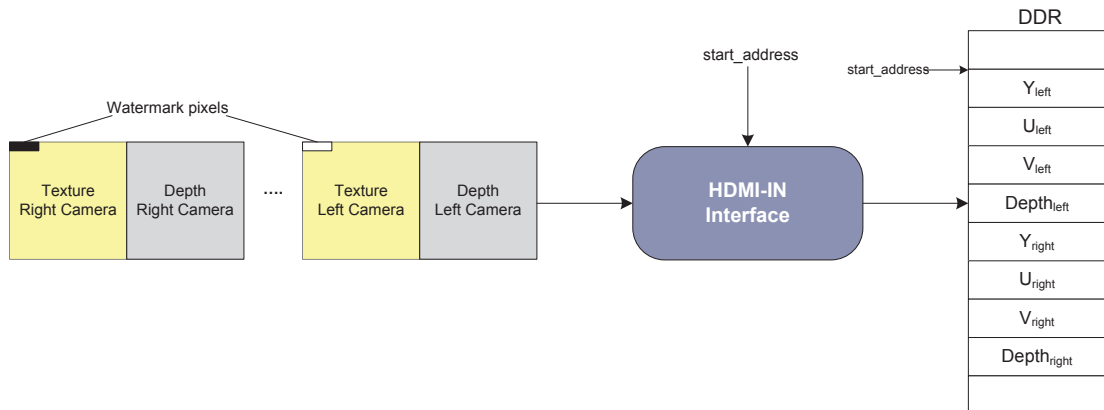 DDR
start_address
start_address
Watermark pixels
Texture
Right Camera
Depth
Right Camera
....
Texture
Left Camera
Depth
Left Camera
HDMI-IN
Interface
Yleft
Uleft
Vleft
Depthleft
Yright
Uright
Vright
Depthright